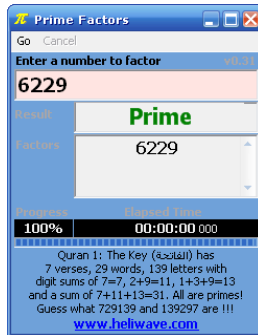 π Prime Factors
Go Cancel
Enter a number to factor v0.31
6229
Result Prime
Factors 6229
Progress Elapsed Time
100% 00:00:00 000
Quran 1: The Key (الفاتحة) has
7 verses, 29 words, 139 letters with
digit sums of 7=7, 2+9=11, 1+3+9=13
and a sum of 7+11+13=31. All are primes!
Guess what 729139 and 139297 are !!!
www.heliwave.com